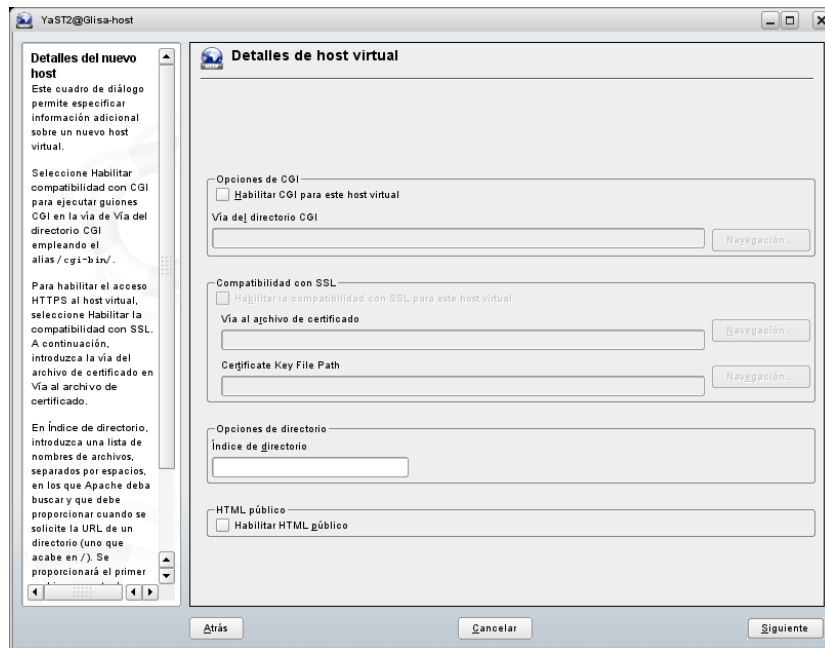 YaST2@Glisa-host
Detalles del nuevo
host
Este cuadro de diálogo
permite especificar
información adicional
sobre un nuevo host
virtual.
Seleccione Habilitar
compatibilidad con CGI
para ejecutar guiones
CGI en la vía de Vía del
directorio CGI
empleando el
alias /cgi-bin/.
Para habilitar el acceso
HTTPS al host virtual,
seleccione Habilitar la
compatibilidad con SSL.
A continuación,
introduzca la vía del
archivo de certificado en
Vía al archivo de
certificado.
En Índice de directorio,
introduzca una lista de
nombres de archivos,
separados por espacios,
en los que Apache deba
buscar y que debe
proporcionar cuando se
solicite la URL de un
directorio (uno que
acabe en /). Se
proporcionará el primer
Detalles de host virtual
Opciones de CGI
Habilitar CGI para este host virtual
Vía del directorio CGI
Navegación...
Compatibilidad con SSL
Habilitar la compatibilidad con SSL para este host virtual
Vía al archivo de certificado
Navegación...
Certificate Key File Path
Navegación...
Opciones de directorio
Índice de directorio
HTML público
Habilitar HTML público
Atrás
Cancelar
Siguiente